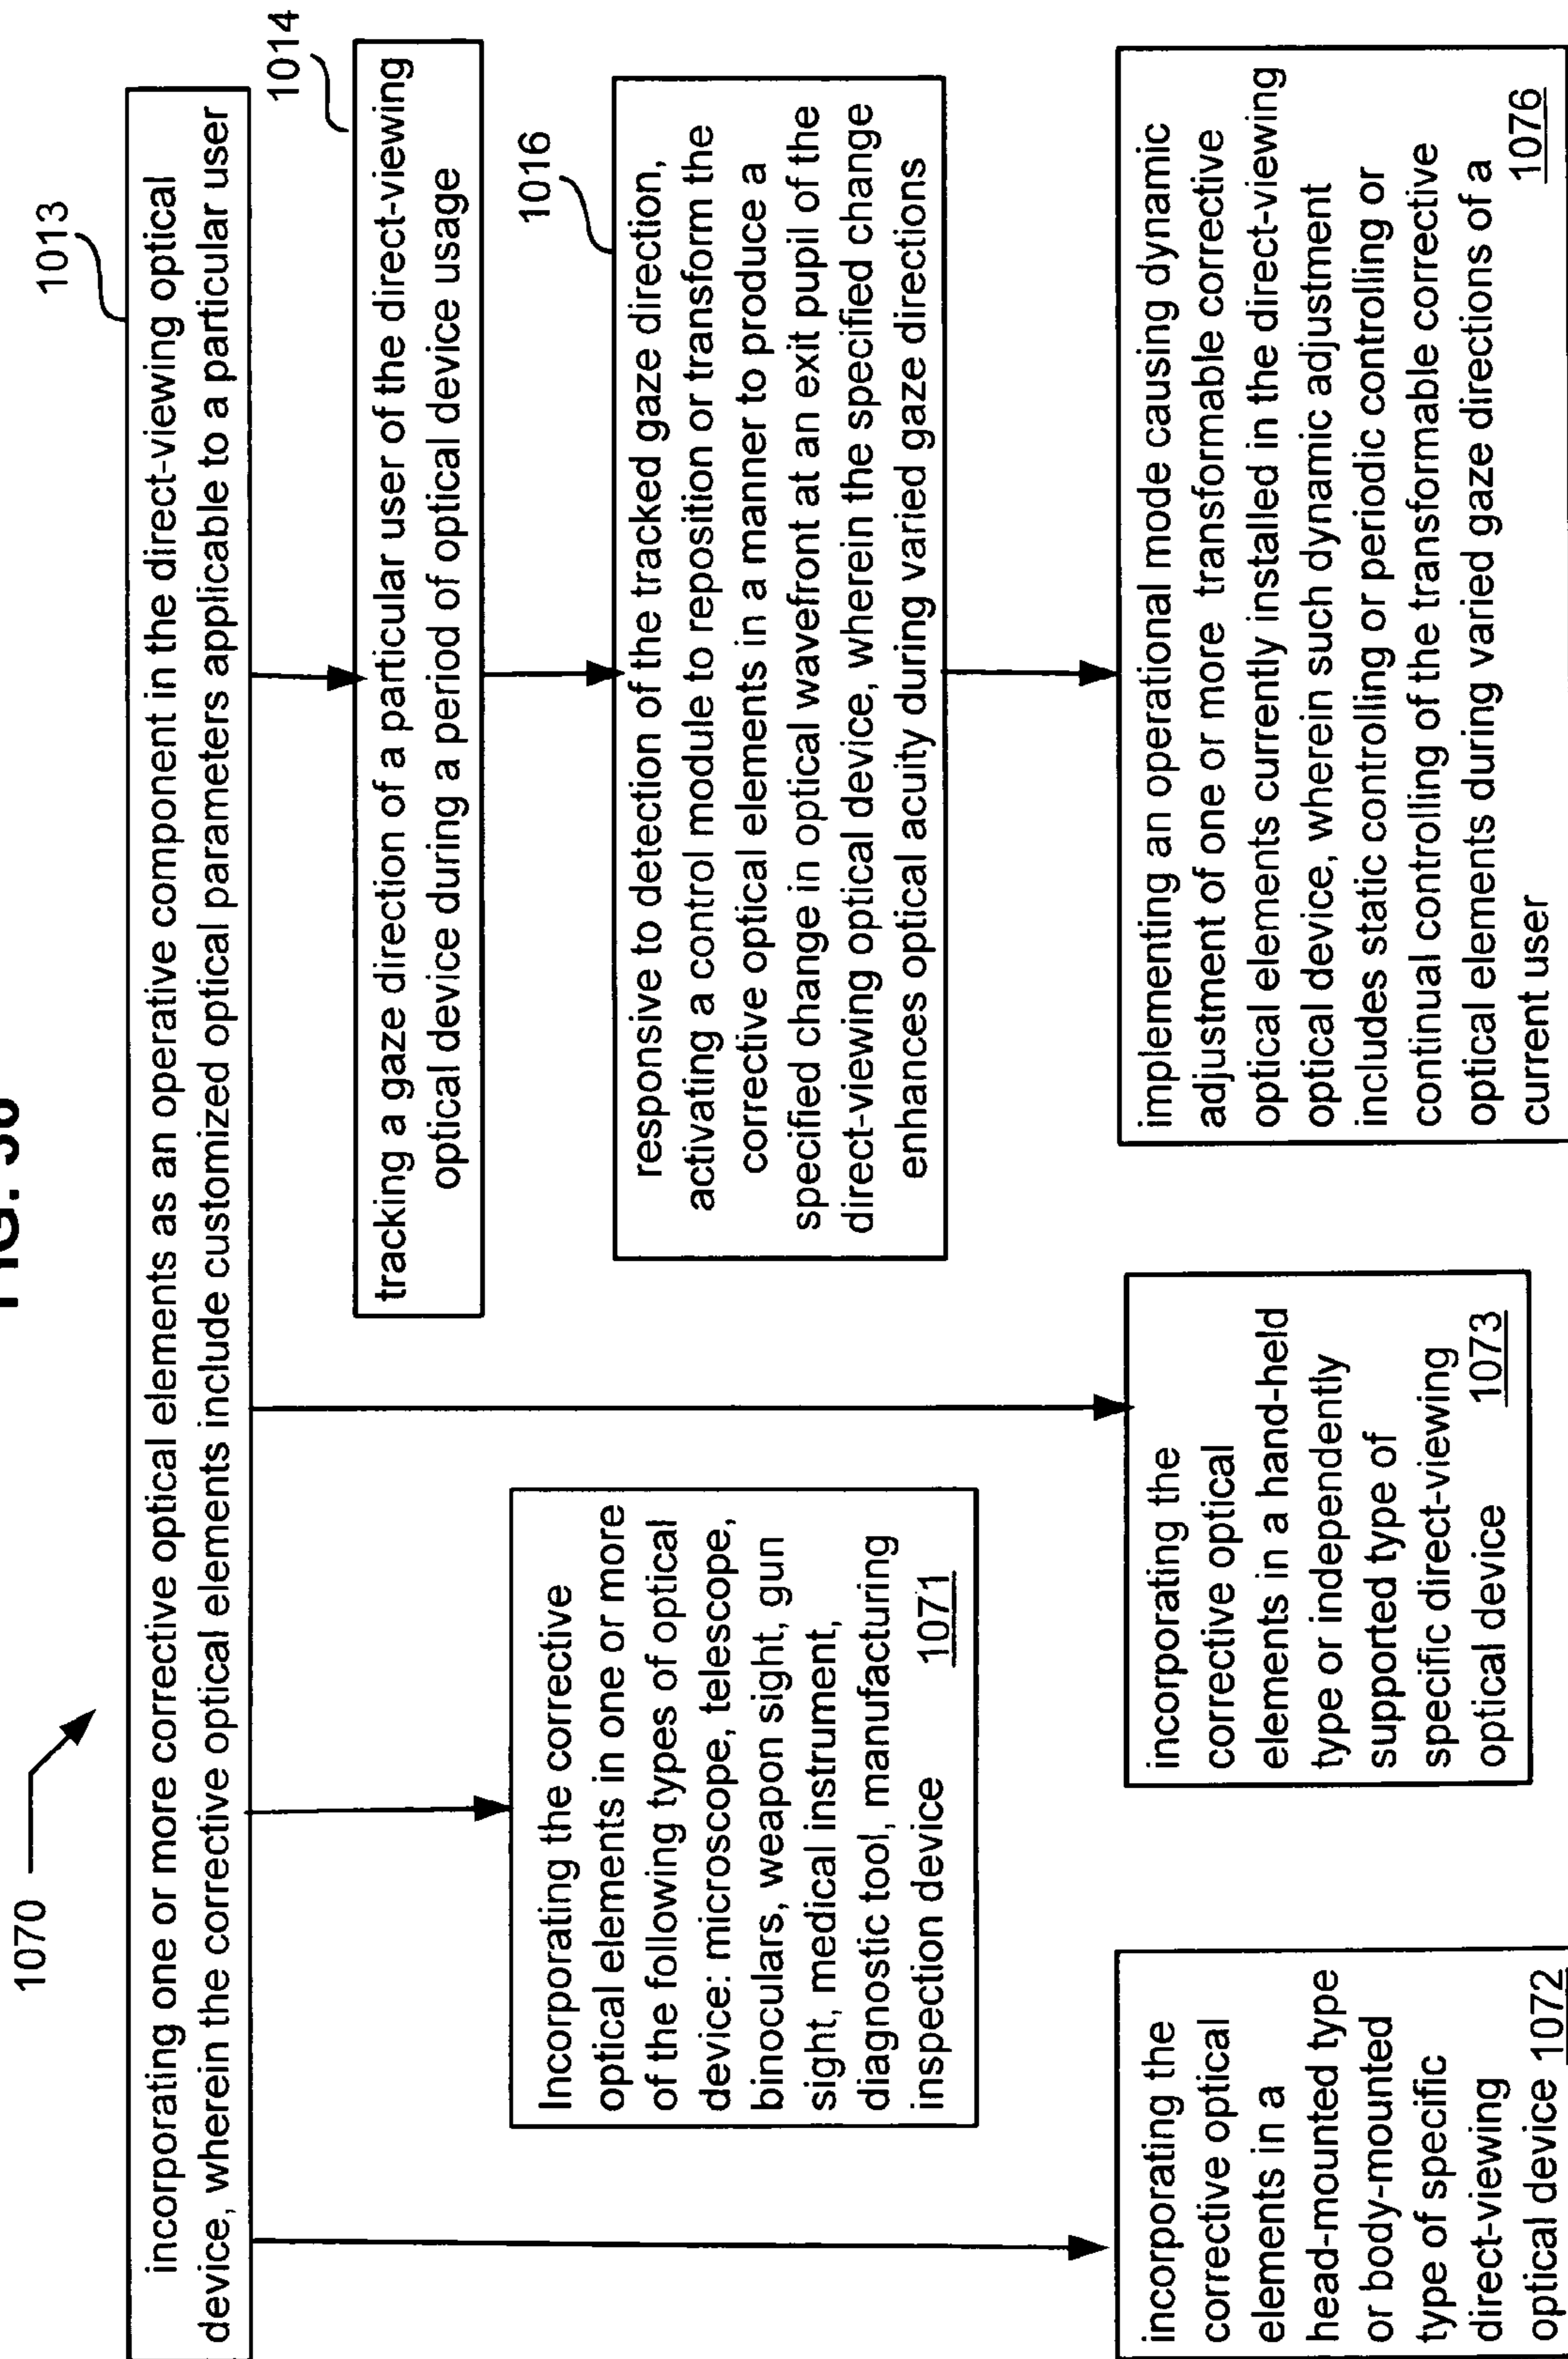 FIG.
1070
1013
incorporating one or more corrective optical elements as an operative component in the direct-viewing optical
device, wherein the corrective optical elements include customized optical parameters applicable to a particular user
1014
tracking a gaze direction of a particular user of the direct-viewing
optical device during a period of optical device usage
1016
responsive to detection of the tracked gaze direction,
activating a control module to reposition or transform the
corrective optical elements in a manner to produce a
specified change in optical wavefront at an exit pupil of the
direct-viewing optical device, wherein the specified change
enhances optical acuity during varied gaze directions
Incorporating the corrective
optical elements in one or more
of the following types of optical
device: microscope, telescope,
binoculars, weapon sight, gun
sight, medical instrument,
diagnostic tool, manufacturing
inspection device 1071
incorporating the
corrective optical
elements in a
head-mounted type
or body-mounted
type of specific
direct-viewing
optical device 1072
incorporating the
corrective optical
elements in a hand-held
type or independently
supported type of
specific direct-viewing
optical device 1073
implementing an operational mode causing dynamic
adjustment of one or more transformable corrective
optical elements currently installed in the direct-viewing
optical device, wherein such dynamic adjustment
includes static controlling or periodic controlling or
continual controlling of the transformable corrective
optical elements during varied gaze directions of a
current user 1076